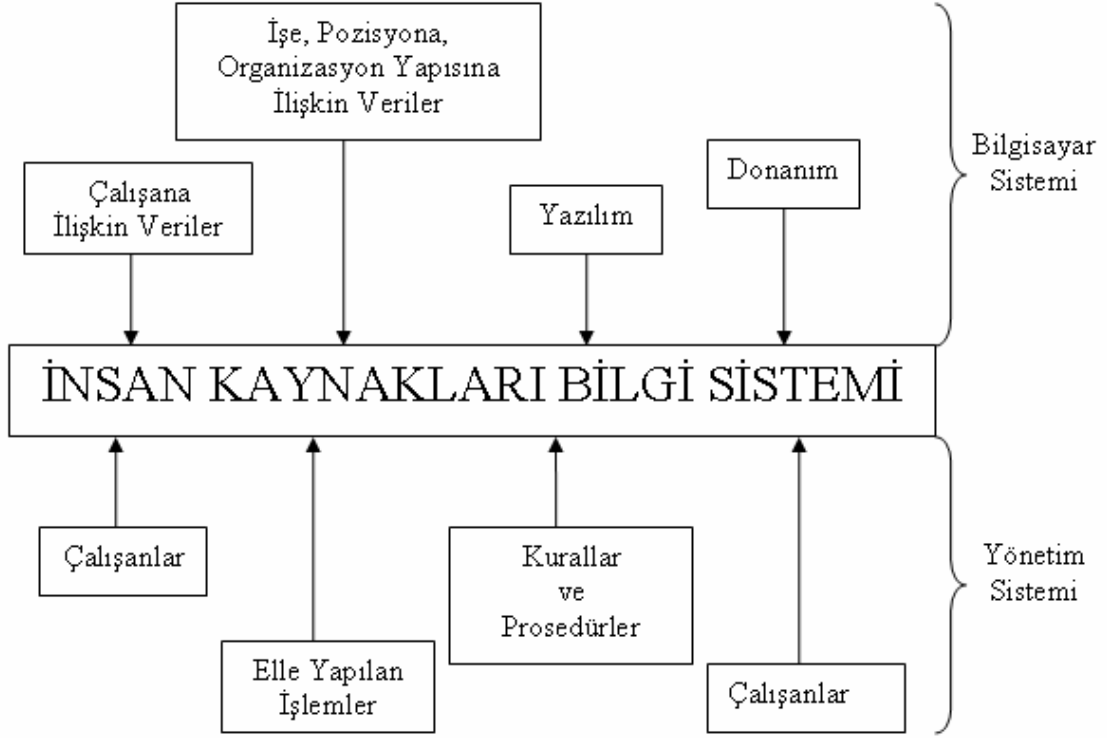 İşe, Pozisyona,
Organizasyon Yapısına
İlişkin Veriler
Çalışana
İlişkin Veriler
Yazılım
Donanım
Bilgisayar
Sistemi
İNSAN KAYNAKLARI BİLGİ SİSTEMİ
Çalışanlar
Elle Yapılan
İşlemler
Kurallar
ve
Prosedürler
Çalışanlar
Yönetim
Sistemi